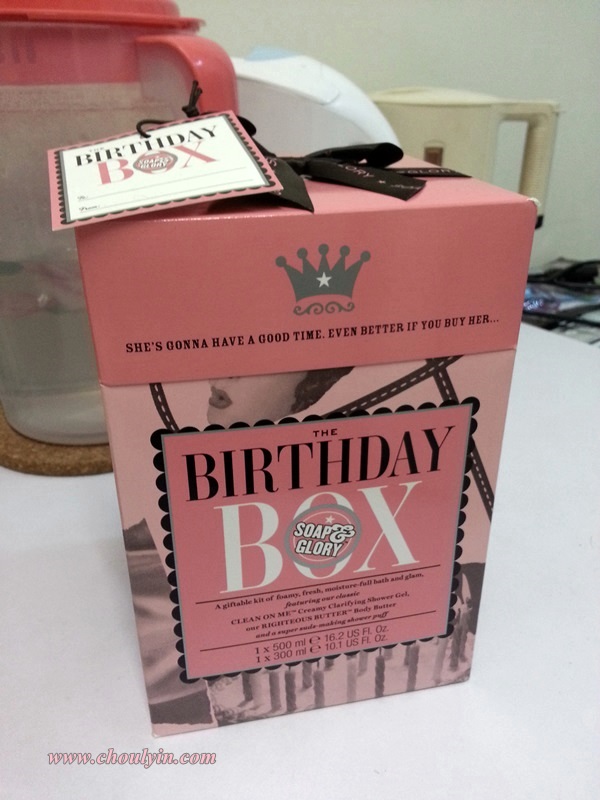 THE
BIRTHDAY
BOX
SOAP&
GLORY
To:
From:
SHE'S GONNA HAVE A GOOD TIME. EVEN BETTER IF YOU BUY HER...
THE
BIRTHDAY
BOX
SOAP&
GLORY
A giftable kit of foamy, fresh, moisture-full bath and glam,
featuring our classic
CLEAN ON ME™ Creamy Clarifying Shower Gel,
our RIGHTEOUS BUTTER™ Body Butter
and a super suds-making shower puff
1 x 500 ml ℮ 16.2 US Fl. Oz.
1 x 300 ml ℮ 10.1 US Fl. Oz.
www.choulyin.com